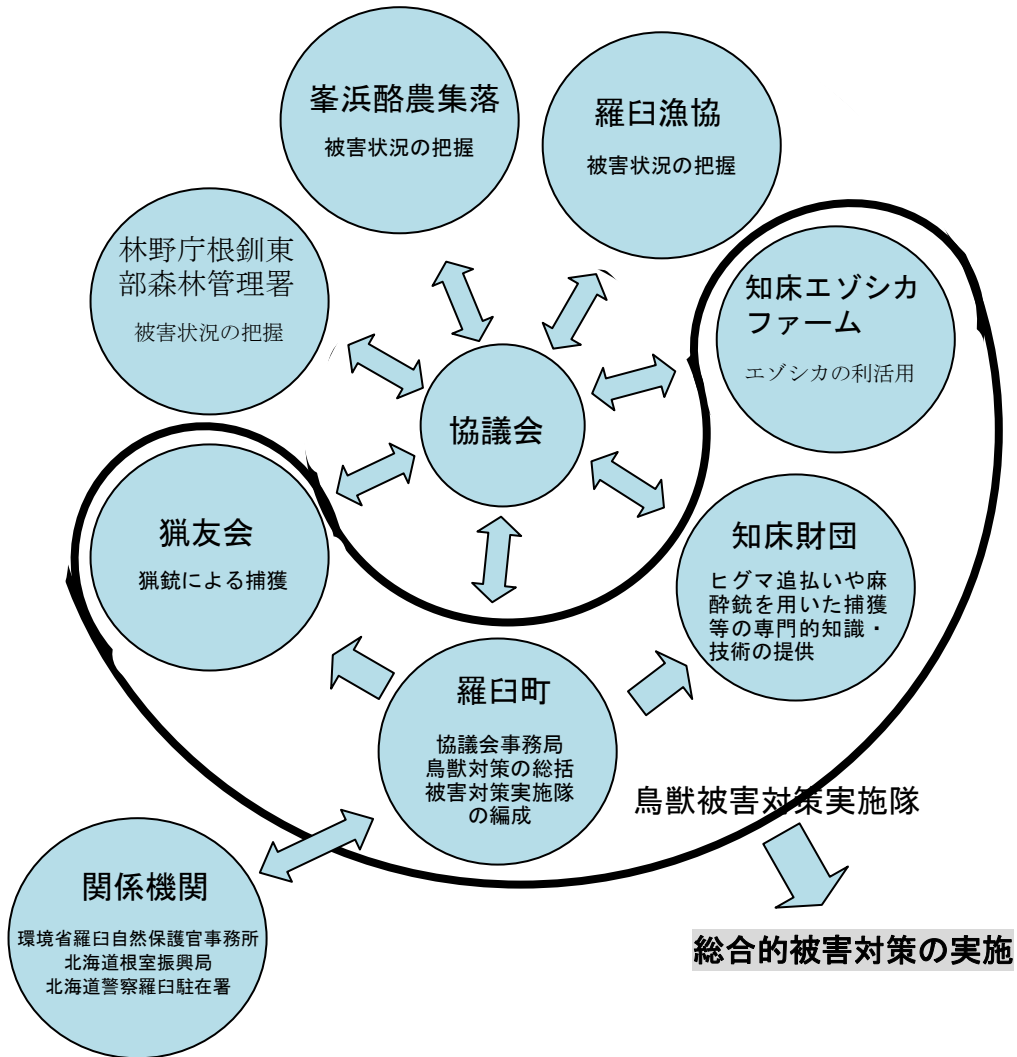 峯浜酪農集落
被害状況の把握
羅臼漁協
被害状況の把握
林野庁根釧東
部森林管理署
被害状況の把握
知床エゾシカ
ファーム
エゾシカの利活用
協議会
猟友会
猟銃による捕獲
知床財団
ヒグマ追払いや麻
酔銃を用いた捕獲
等の専門的知識・
技術の提供
羅臼町
協議会事務局
鳥獣対策の総括
被害対策実施隊
の編成
鳥獣被害対策実施隊
関係機関
環境省羅臼自然保護官事務所
北海道根室振興局
北海道警察羅臼駐在署
総合的被害対策の実施